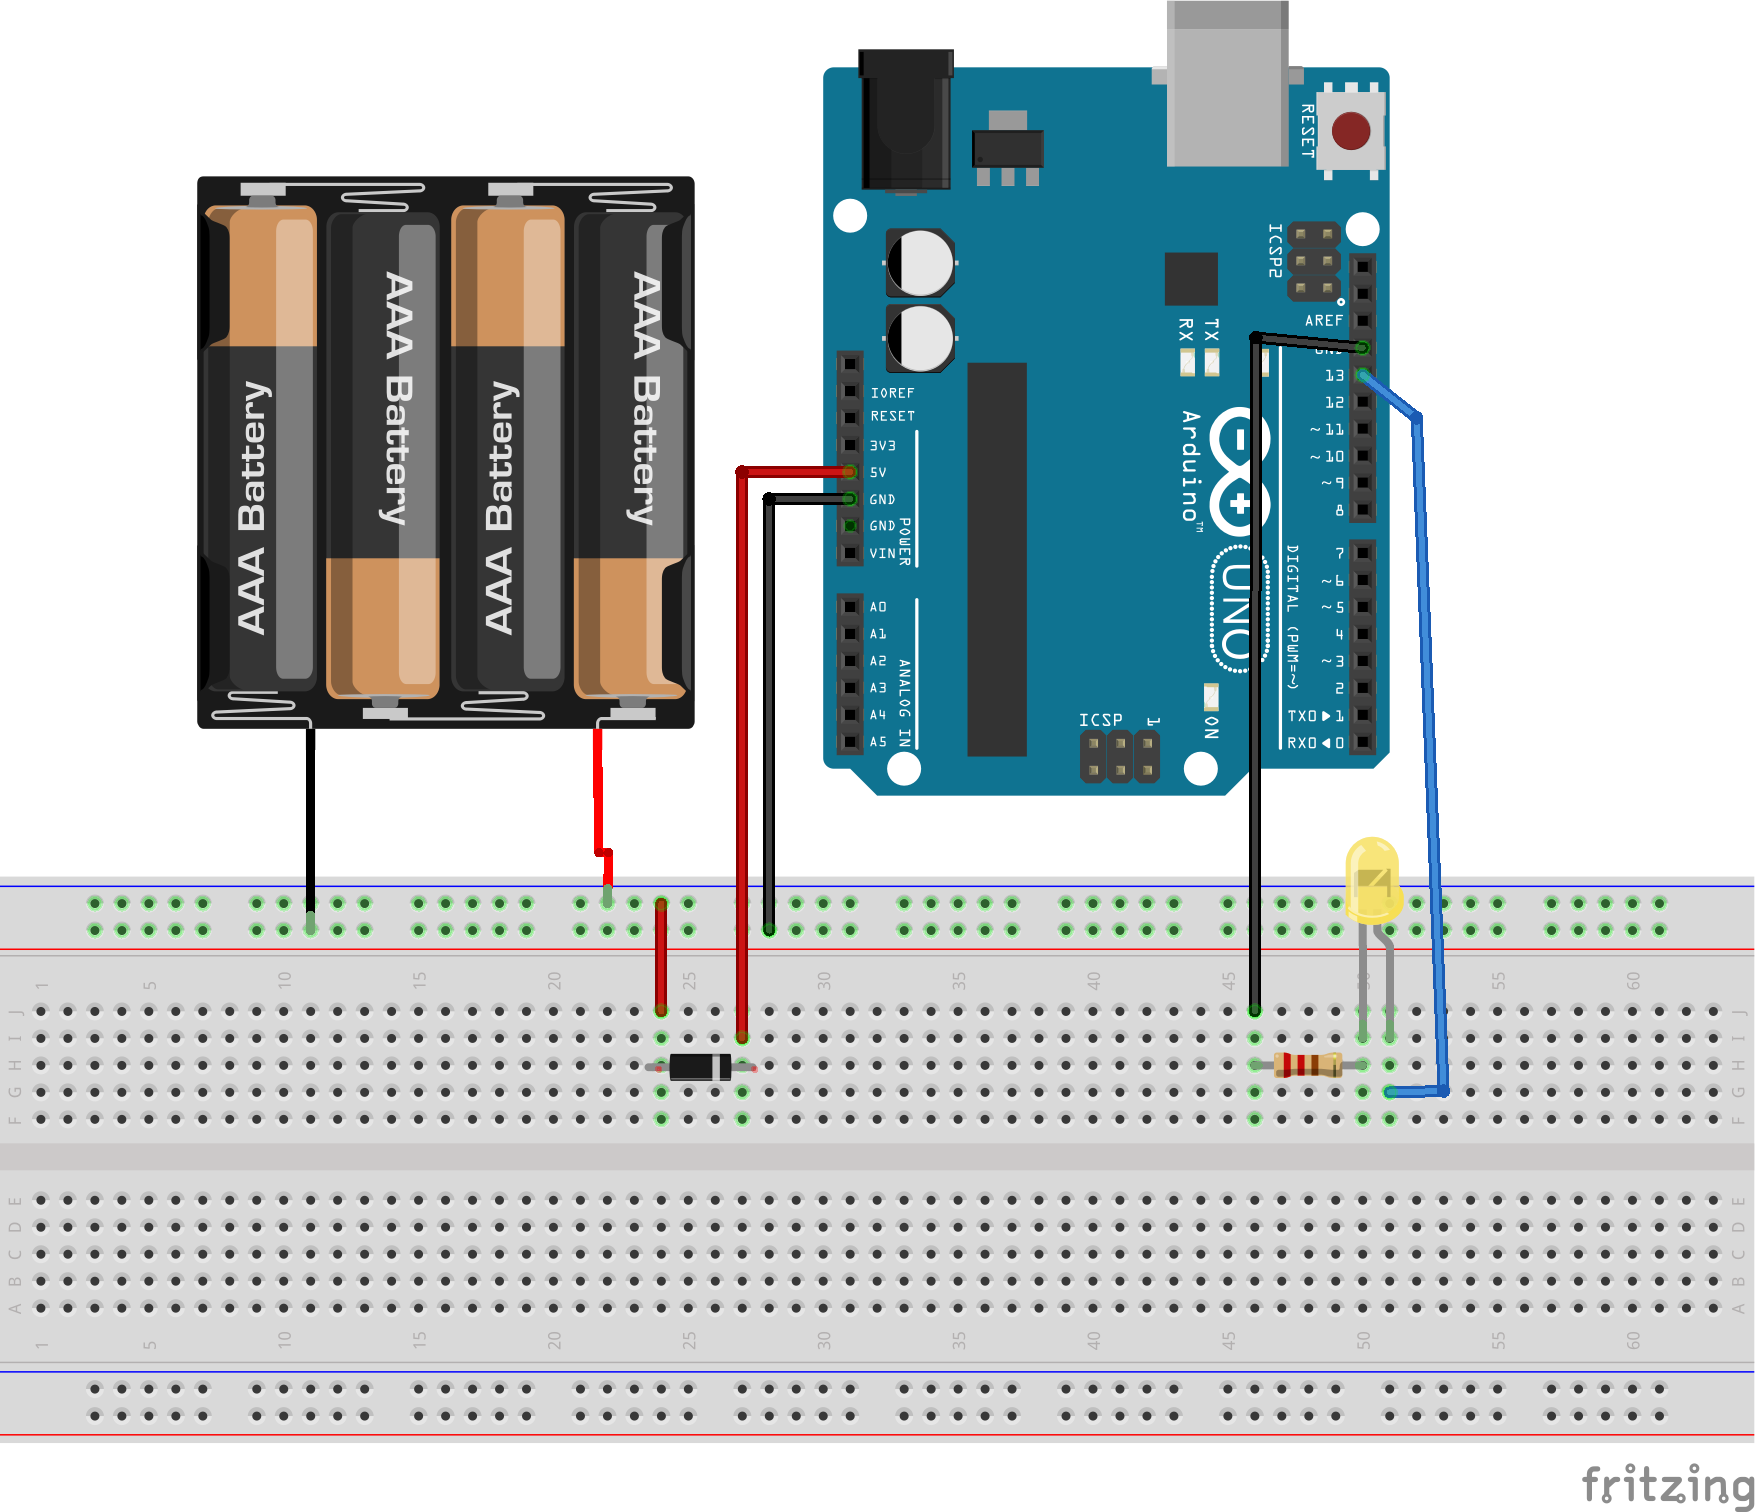 AAA Battery
AAA Battery
AAA Battery
AAA Battery
RESET
ICSP2
AREF
GND
13
12
~11
~10
~9
8
7
~6
~5
4
~3
2
TX0▶1
RX0◀0
RX
TX
Arduino™
UNO
DIGITAL (PWM=~)
IOREF
RESET
3V3
5V
GND
GND
VIN
POWER
A0
A1
A2
A3
A4
A5
ANALOG IN
ICSP
1
ON
1 5 10 15 20 25 30 35 40 45 50 55 60
J J
I I
H H
G G
F F
E E
D D
C C
B B
A A
1 5 10 15 20 25 30 35 40 45 50 55 60
fritzing